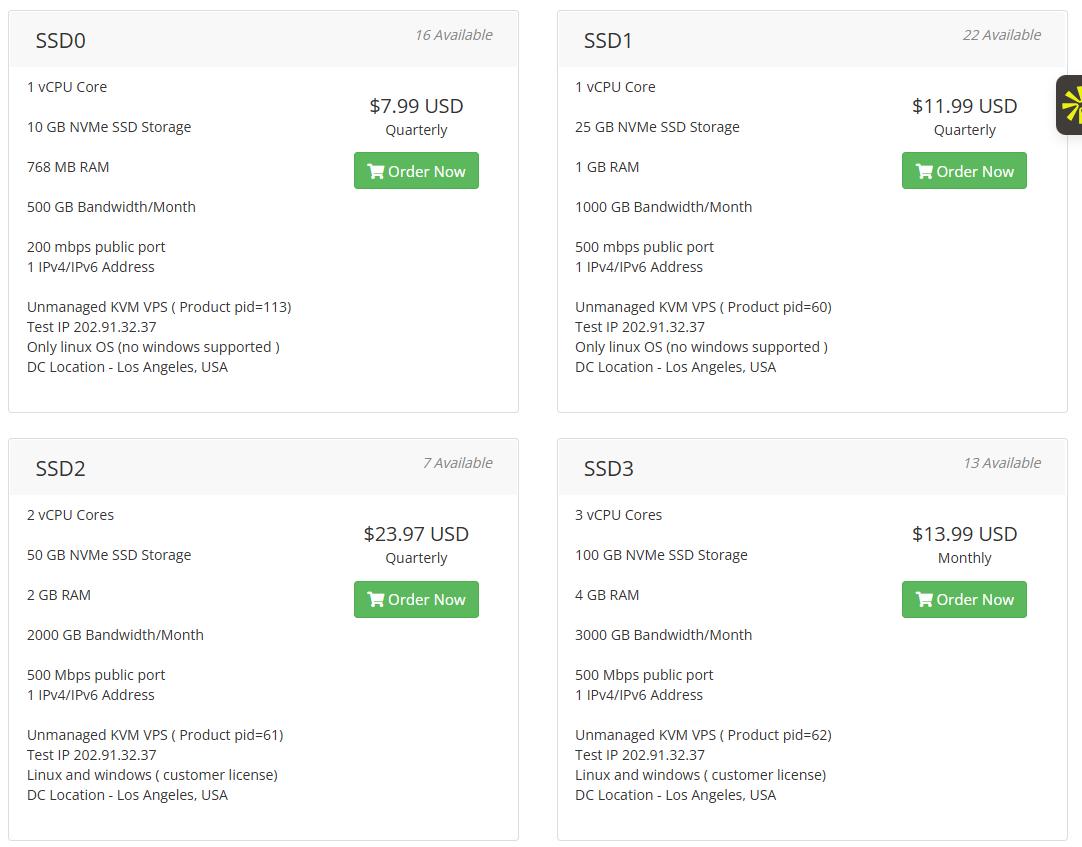 SSD0
16 Available
1 vCPU Core
10 GB NVMe SSD Storage
768 MB RAM
500 GB Bandwidth/Month
200 mbps public port
1 IPv4/IPv6 Address
Unmanaged KVM VPS ( Product pid=113)
Test IP 202.91.32.37
Only linux OS (no windows supported )
DC Location - Los Angeles, USA
$7.99 USD
Quarterly
Order Now
SSD1
22 Available
1 vCPU Core
25 GB NVMe SSD Storage
1 GB RAM
1000 GB Bandwidth/Month
500 mbps public port
1 IPv4/IPv6 Address
Unmanaged KVM VPS ( Product pid=60)
Test IP 202.91.32.37
Only linux OS (no windows supported )
DC Location - Los Angeles, USA
$11.99 USD
Quarterly
Order Now
SSD2
7 Available
2 vCPU Cores
50 GB NVMe SSD Storage
2 GB RAM
2000 GB Bandwidth/Month
500 Mbps public port
1 IPv4/IPv6 Address
Unmanaged KVM VPS ( Product pid=61)
Test IP 202.91.32.37
Linux and windows ( customer license)
DC Location - Los Angeles, USA
$23.97 USD
Quarterly
Order Now
SSD3
13 Available
3 vCPU Cores
100 GB NVMe SSD Storage
4 GB RAM
3000 GB Bandwidth/Month
500 Mbps public port
1 IPv4/IPv6 Address
Unmanaged KVM VPS ( Product pid=62)
Test IP 202.91.32.37
Linux and windows ( customer license)
DC Location - Los Angeles, USA
$13.99 USD
Monthly
Order Now